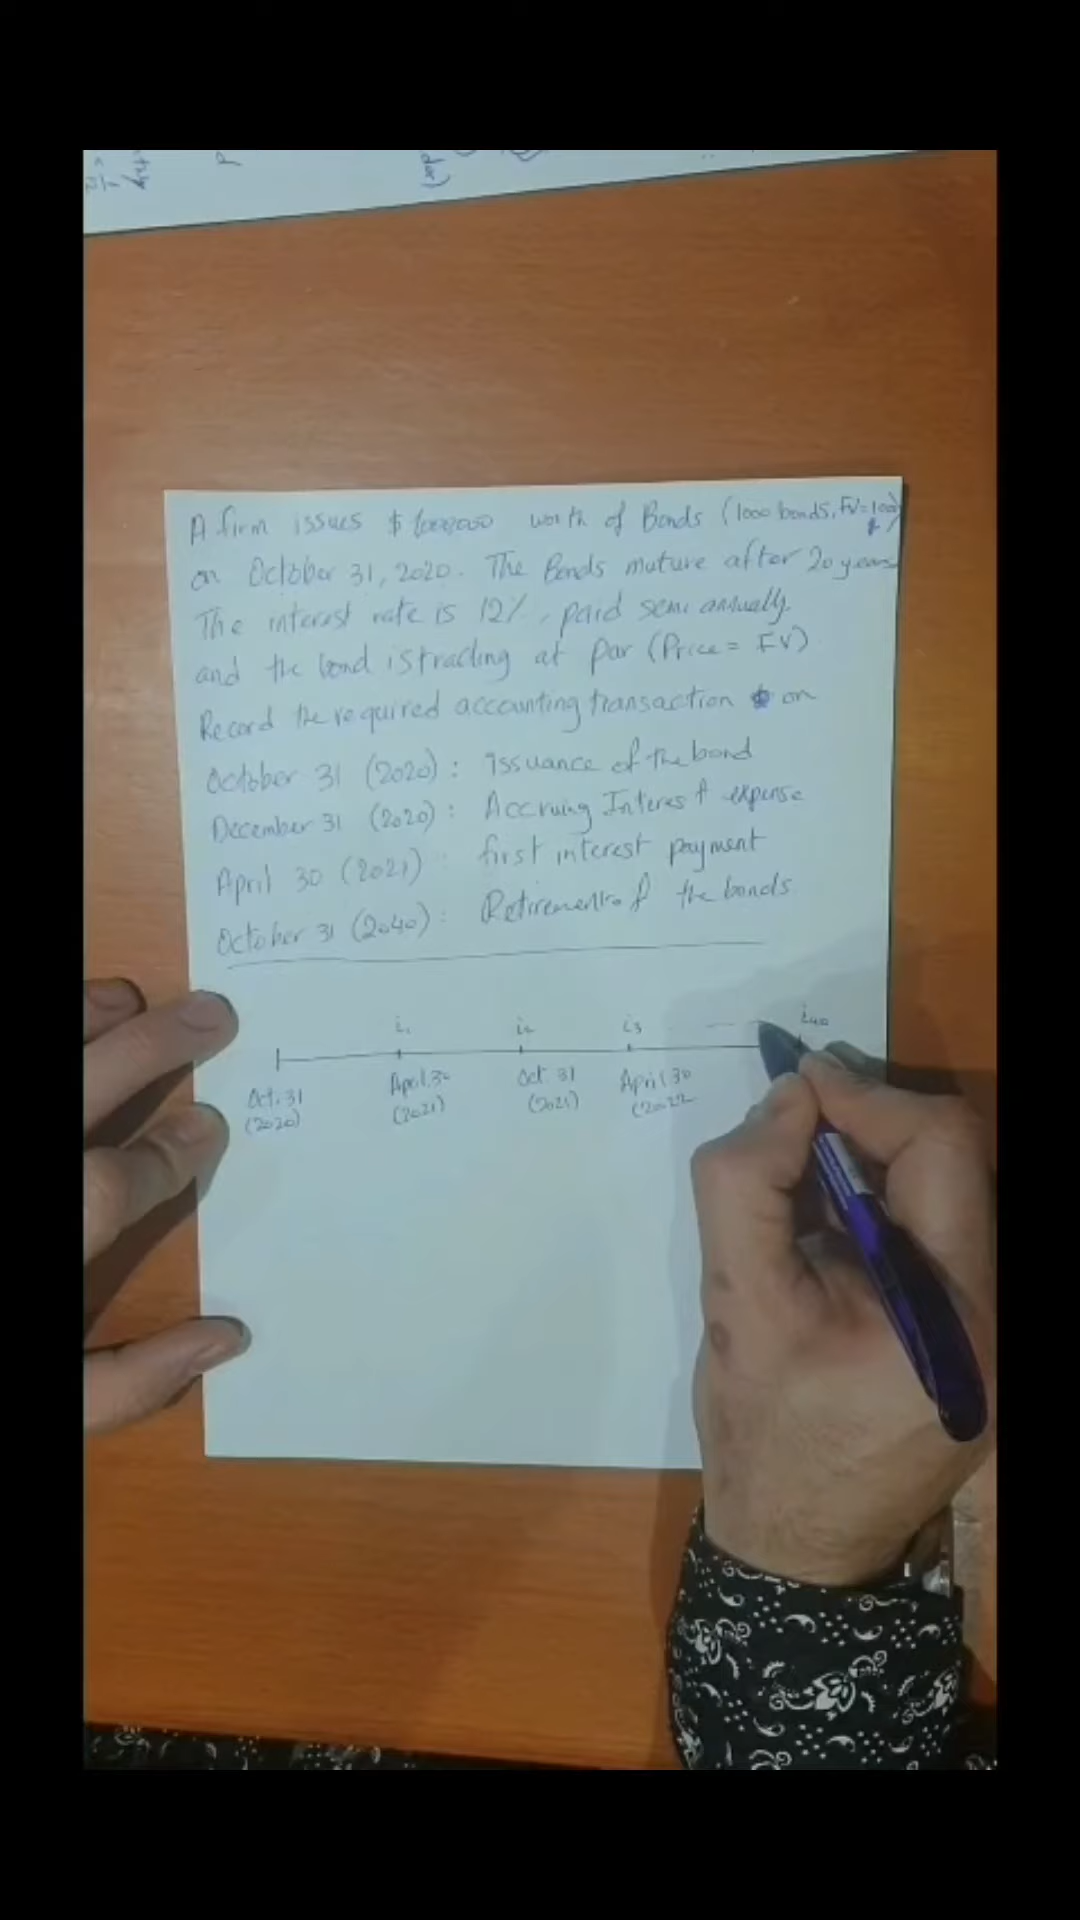 A firm issues $ 1000000 worth of Bonds (1000 bonds, FV=1000$)
on October 31, 2020. The Bonds muture after 20 years
The interest rate is 12%, paid semi annually.
and the bond is trading at par (Price = FV)
Record the required accounting transaction on
October 31 (2020): issuance of the bond
December 31 (2020): Accruing Interest expense
April 30 (2021): first interest payment
October 31 (2040): Retirement of the bonds
i₁ i₂ i₃ i₄₀
Oct. 31 April 30 Oct 31 April 30
(2020) (2021) (2021) (2022